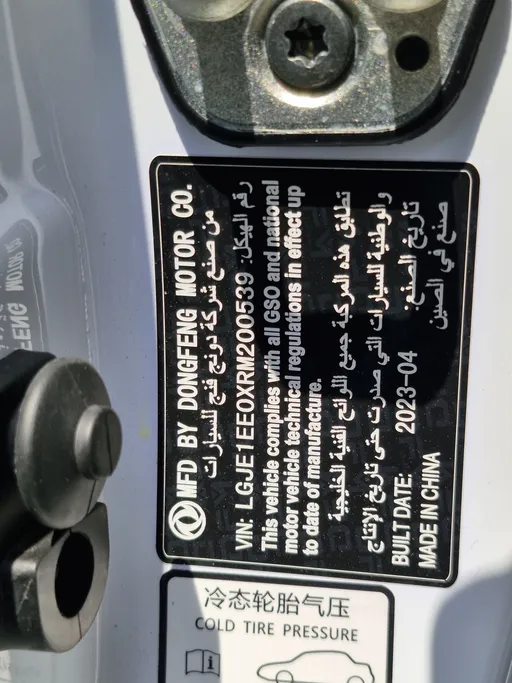 MFD BY DONGFENG MOTOR CO.
من صنع شركة دونج فنج للسيارات
VIN: LGJE1EE0XRM200539 رقم الهيكل:
This vehicle complies with all GSO and national
motor vehicle technical regulations in effect up
to date of manufacture.
تطابق هذه المركبة جميع اللوائح الفنية الخليجية
والوطنية للسيارات التي صدرت حتى تاريخ الإنتاج
BUILT DATE: 2023-04 تاريخ الصنع:
MADE IN CHINA صنع في الصين
冷态轮胎气压
COLD TIRE PRESSURE